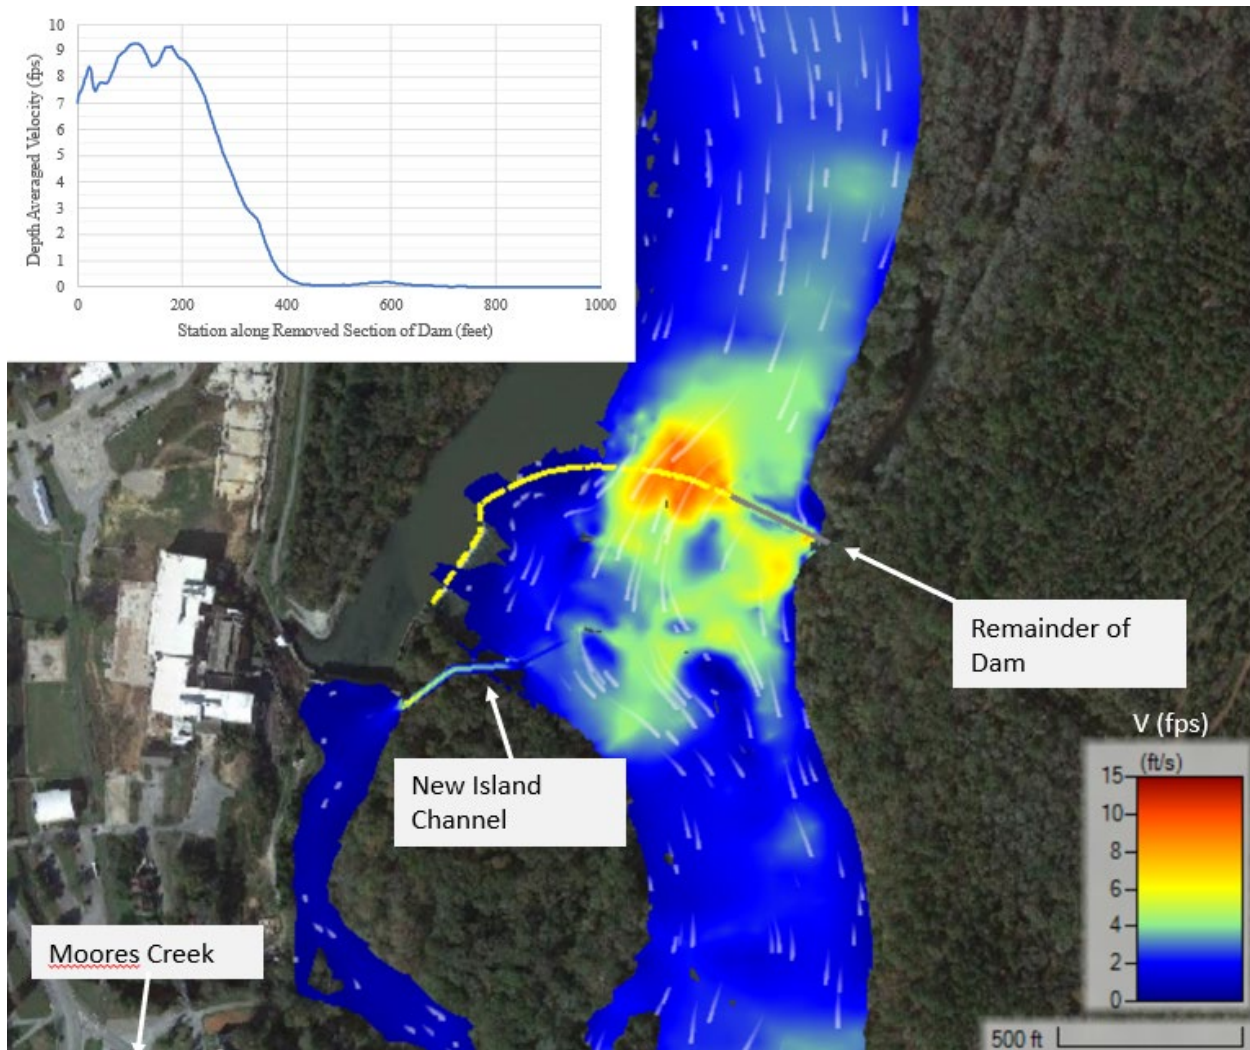 10
9
8
7
6
5
4
3
2
1
0
Depth Averaged Velocity (fps)
0 200 400 600 800 1000
Station along Removed Section of Dam (feet)
Remainder of
Dam
New Island
Channel
Moores Creek
V (fps)
(ft/s)
15
10
8
6
4
2
0
500 ft